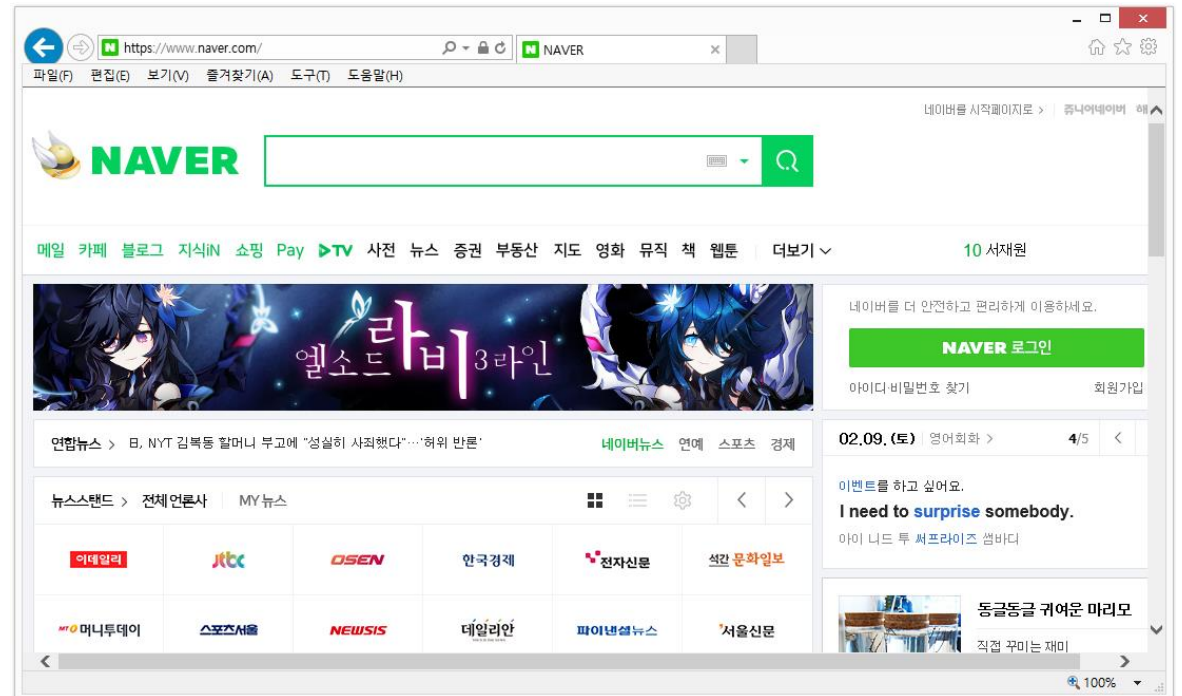 https://www.naver.com/
NAVER
파일(F) 편집(E) 보기(V) 즐겨찾기(A) 도구(T) 도움말(H)
네이버를 시작페이지로 > 쥬니어네이버 해
NAVER
메일 카페 블로그 지식iN 쇼핑 Pay TV 사전 뉴스 증권 부동산 지도 영화 뮤직 책 웹툰 더보기
10 서재원
엘소드 라비 3라인
네이버를 더 안전하고 편리하게 이용하세요.
NAVER 로그인
아이디·비밀번호 찾기 회원가입
연합뉴스 > 日, NYT 김복동 할머니 부고에 "성실히 사죄했다"…'허위 반론' 네이버뉴스 연예 스포츠 경제
02.09. (토) 영어회화 > 4/5
뉴스스탠드 > 전체언론사 MY뉴스
이벤트를 하고 싶어요.
I need to surprise somebody.
아이 니드 투 써프라이즈 썸바디
이데일리 jtbc OSEN 한국경제 전자신문 석간 문화일보
MT 머니투데이 스포츠서울 NEWSIS 데일리안 파이낸셜뉴스 서울신문
동글동글 귀여운 마리모
직접 꾸미는 재미
100%